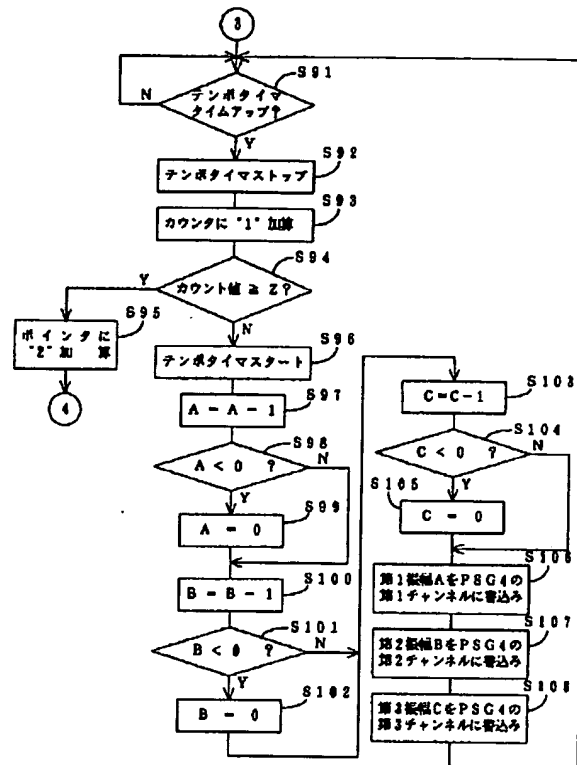 3
S91
テンポタイマ
タイムアップ?
N
Y
S92
テンポタイマストップ
S93
カウンタに "1" 加算
S94
カウント値 ≧ Z?
Y
N
S95
ポインタに
"2" 加 算
4
S96
テンポタイマスタート
S97
A = A - 1
S98
A < 0 ?
N
Y
S99
A = 0
S100
B = B - 1
S101
B < 0 ?
N
Y
S102
B = 0
S103
C = C - 1
S104
C < 0 ?
N
Y
S105
C = 0
S106
第1振幅AをPSG4の
第1チャンネルに書込み
S107
第2振幅BをPSG4の
第2チャンネルに書込み
S108
第3振幅CをPSG4の
第3チャンネルに書込み